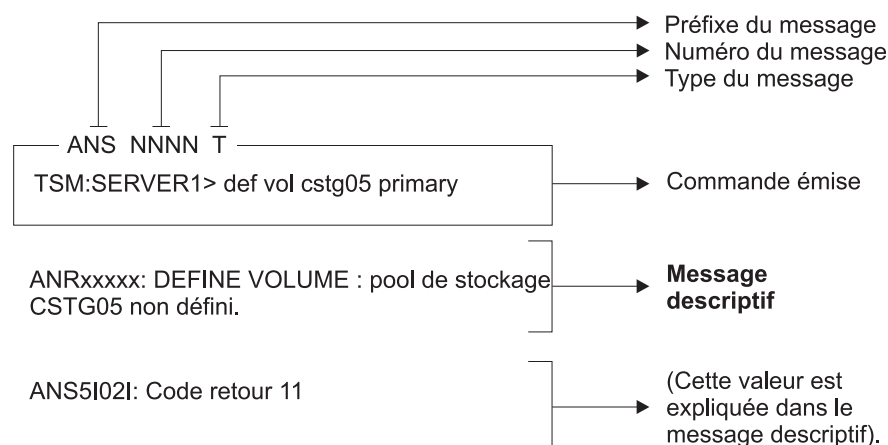 Préfixe du message
Numéro du message
Type du message
ANS NNNN T
TSM:SERVER1> def vol cstg05 primary
Commande émise
ANRxxxxx: DEFINE VOLUME : pool de stockage
CSTG05 non défini.
Message
descriptif
ANS5I02I: Code retour 11
(Cette valeur est
expliquée dans le
message descriptif).